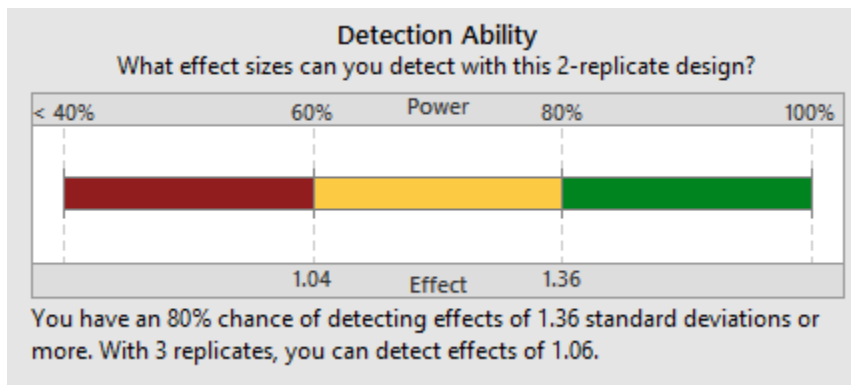 Detection Ability
What effect sizes can you detect with this 2-replicate design?
< 40% 60% Power 80% 100%
1.04 Effect 1.36
You have an 80% chance of detecting effects of 1.36 standard deviations or
more. With 3 replicates, you can detect effects of 1.06.